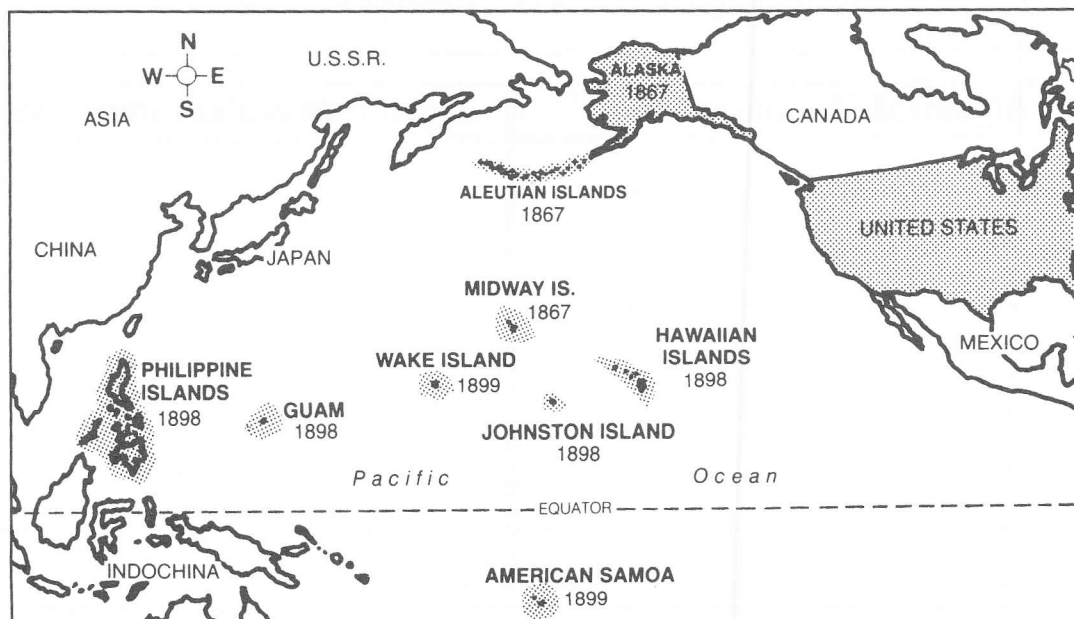 N
W E
S
U.S.S.R.
ASIA
ALASKA
1867
CANADA
ALEUTIAN ISLANDS
1867
UNITED STATES
CHINA
JAPAN
MIDWAY IS.
1867
HAWAIIAN
ISLANDS
1898
MEXICO
WAKE ISLAND
1899
PHILIPPINE
ISLANDS
1898
GUAM
1898
JOHNSTON ISLAND
1898
Pacific Ocean
EQUATOR
INDOCHINA
AMERICAN SAMOA
1899